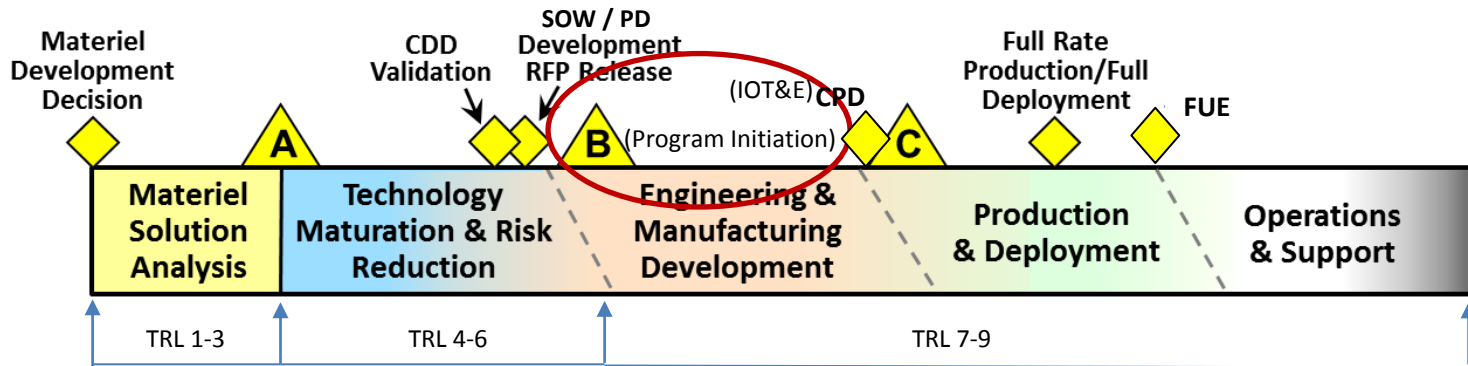 Materiel
Development
Decision
A
CDD
Validation
SOW / PD
Development
RFP Release
B
(IOT&E)
(Program Initiation)
CPD
C
Full Rate
Production/Full
Deployment
FUE
Materiel
Solution
Analysis
Technology
Maturation & Risk
Reduction
Engineering &
Manufacturing
Development
Production
& Deployment
Operations
& Support
TRL 1-3
TRL 4-6
TRL 7-9